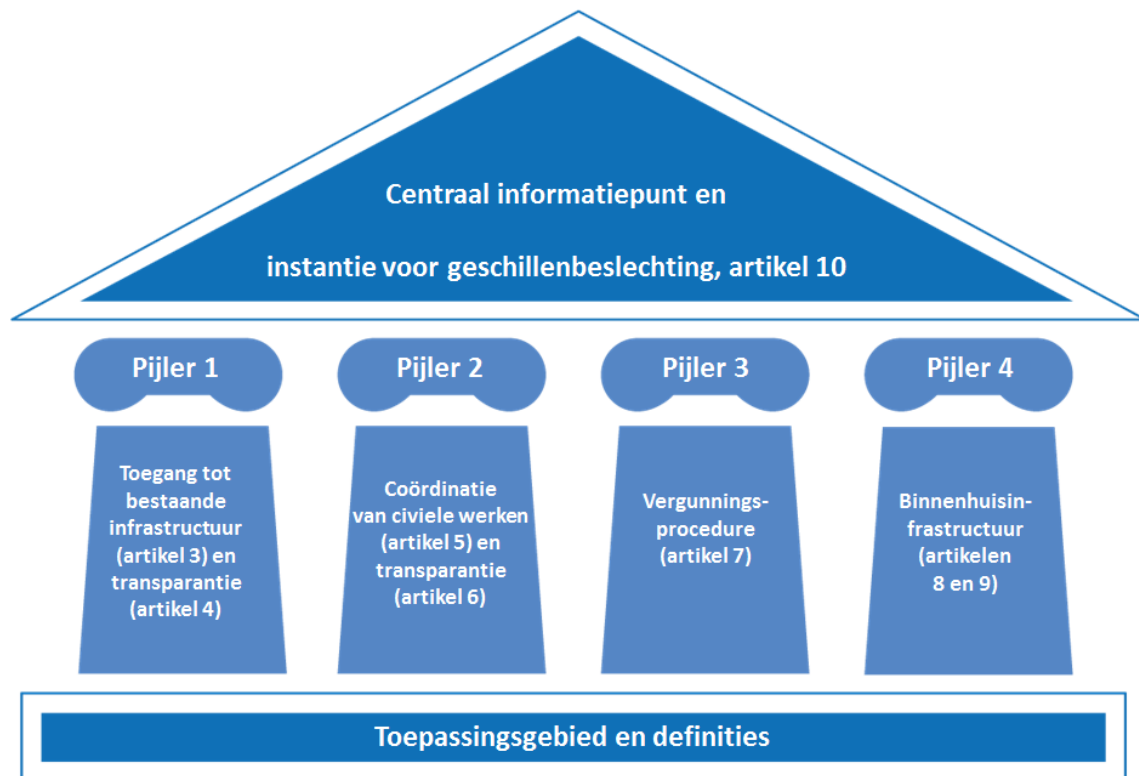 Centraal informatiepunt en
instantie voor geschillenbeslechting, artikel 10
Pijler 1
Toegang tot
bestaande
infrastructuur
(artikel 3) en
transparantie
(artikel 4)
Pijler 2
Coördinatie
van civiele werken
(artikel 5) en
transparantie
(artikel 6)
Pijler 3
Vergunnings-
procedure
(artikel 7)
Pijler 4
Binnenhuisin-
frastructuur
(artikelen
8 en 9)
Toepassingsgebied en definities